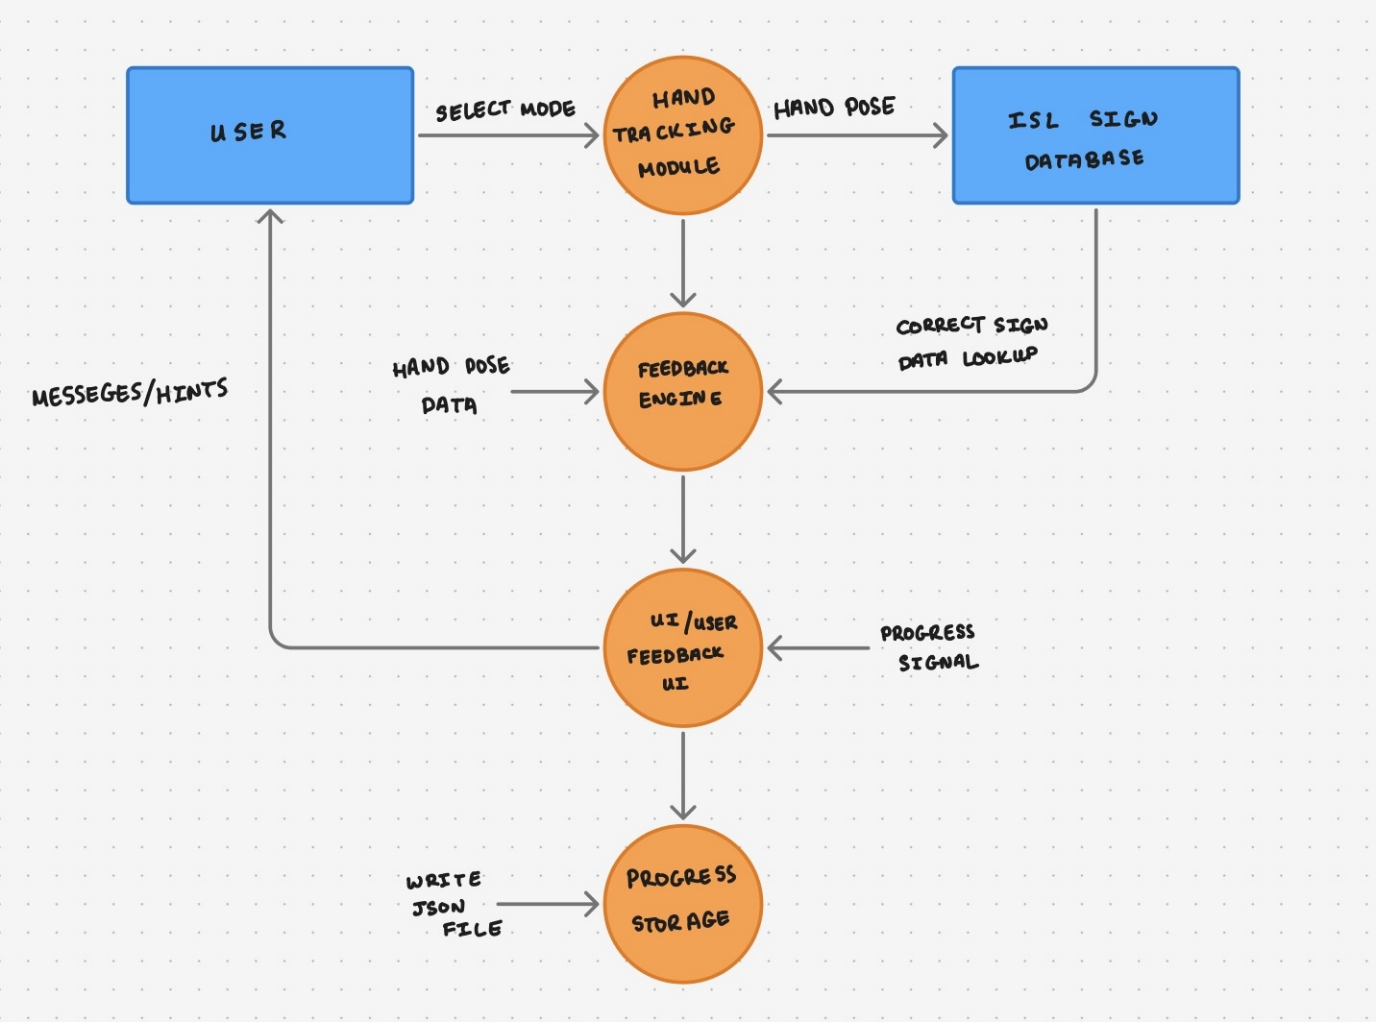 USER
SELECT MODE
HAND
TRACKING
MODULE
HAND POSE
ISL SIGN
DATABASE
CORRECT SIGN
DATA LOOKUP
HAND POSE
DATA
FEEDBACK
ENGINE
MESSEGES/HINTS
UI/USER
FEEDBACK
UI
PROGRESS
SIGNAL
WRITE
JSON
FILE
PROGRESS
STORAGE